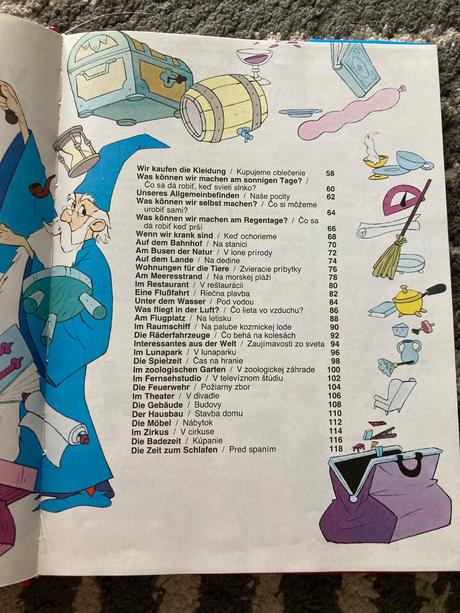 Wir kaufen die Kleidung / Kupujeme oblečenie 58
Was können wir machen am sonnigen Tage? /
Čo sa dá robiť, keď svieti slnko? 60
Unseres Allgemeinbefinden / Naše pocity 62
Was können wir selbst machen? / Čo si môžeme
urobiť sami? 64
Was können wir machen am Regentage? / Čo sa
dá robiť keď prší 66
Wenn wir krank sind / Keď ochorieme 68
Auf dem Bahnhof / Na stanici 70
Am Busen der Natur / V lone prírody 72
Auf dem Lande / Na dedine 74
Wohnungen für die Tiere / Zvieracie príbytky 76
Am Meeresstrand / Na morskej pláži 78
Im Restaurant / V reštaurácii 80
Eine Flußfahrt / Riečna plavba 82
Unter dem Wasser / Pod vodou 84
Was fliegt in der Luft? / Čo lieta vo vzduchu? 86
Am Flugplatz / Na letisku 88
Im Raumschiff / Na palube kozmickej lode 90
Die Räderfahrzeuge / Čo behá na kolesách 92
Interessantes aus der Welt / Zaujímavosti zo sveta 94
Im Lunapark / V lunaparku 96
Die Spielzeit / Čas na hranie 98
Im zoologischen Garten / V zoologickej záhrade 100
Im Fernsehstudio / V televíznom štúdiu 102
Die Feuerwehr / Požiarny zbor 104
Im Theater / V divadle 106
Die Gebäude / Budovy 108
Der Hausbau / Stavba domu 110
Die Möbel / Nábytok 112
Im Zirkus / V cirkuse 114
Die Badezeit / Kúpanie 116
Die Zeit zum Schlafen / Pred spaním 118